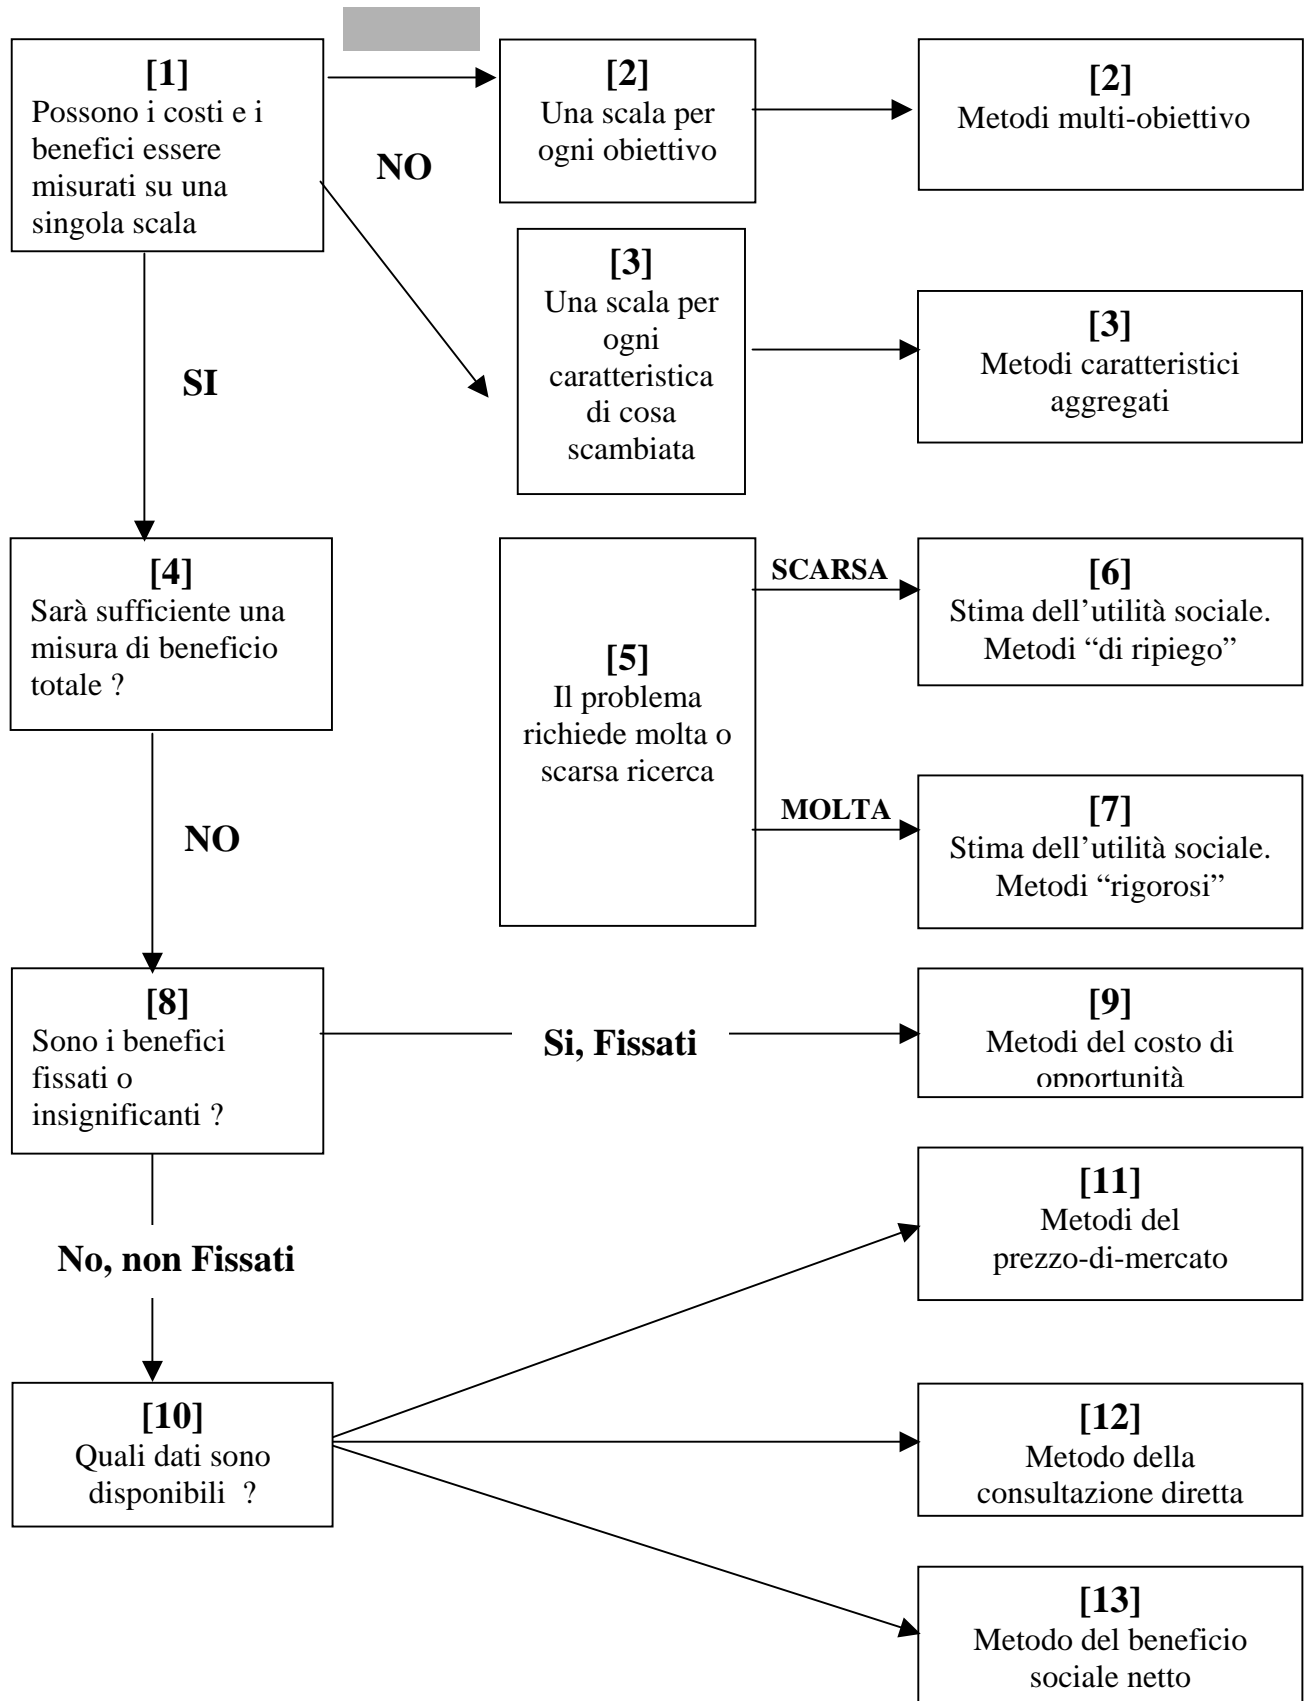 [1]
Possono i costi e i
benefici essere
misurati su una
singola scala
NO
[2]
Una scala per
ogni obiettivo
[2]
Metodi multi-obiettivo
[3]
Una scala per
ogni
caratteristica
di cosa
scambiata
[3]
Metodi caratteristici
aggregati
SI
[4]
Sarà sufficiente una
misura di beneficio
totale ?
[5]
Il problema
richiede molta o
scarsa ricerca
SCARSA
[6]
Stima dell’utilità sociale.
Metodi “di ripiego”
MOLTA
[7]
Stima dell’utilità sociale.
Metodi “rigorosi”
NO
[8]
Sono i benefici
fissati o
insignificanti ?
Si, Fissati
[9]
Metodi del costo di
opportunità
No, non Fissati
[10]
Quali dati sono
disponibili ?
[11]
Metodi del
prezzo-di-mercato
[12]
Metodo della
consultazione diretta
[13]
Metodo del beneficio
sociale netto